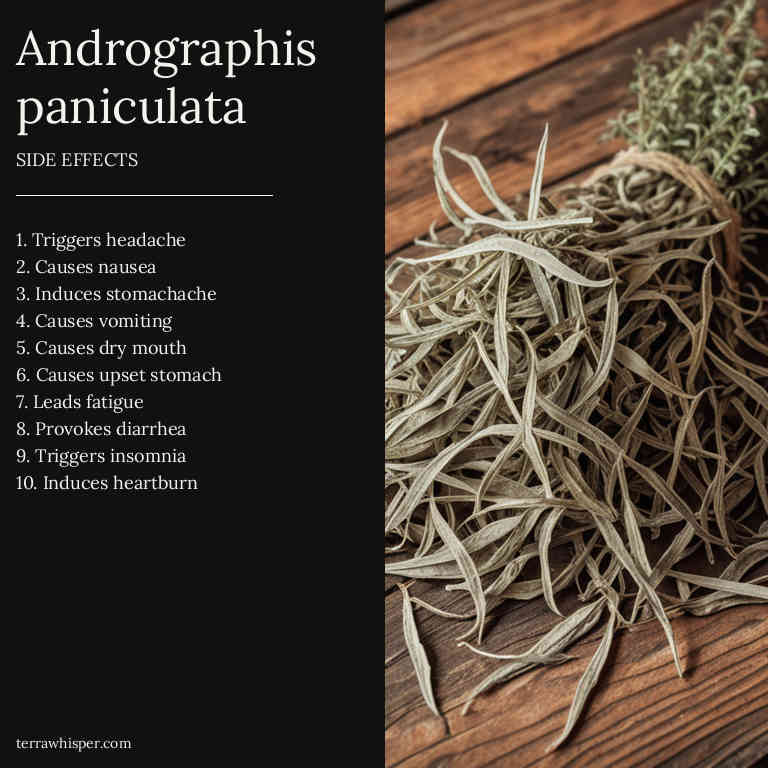 Andrographis
paniculata
SIDE EFFECTS
1. Triggers headache
2. Causes nausea
3. Induces stomachache
4. Causes vomiting
5. Causes dry mouth
6. Causes upset stomach
7. Leads fatigue
8. Provokes diarrhea
9. Triggers insomnia
10. Induces heartburn
terrawhisper.com